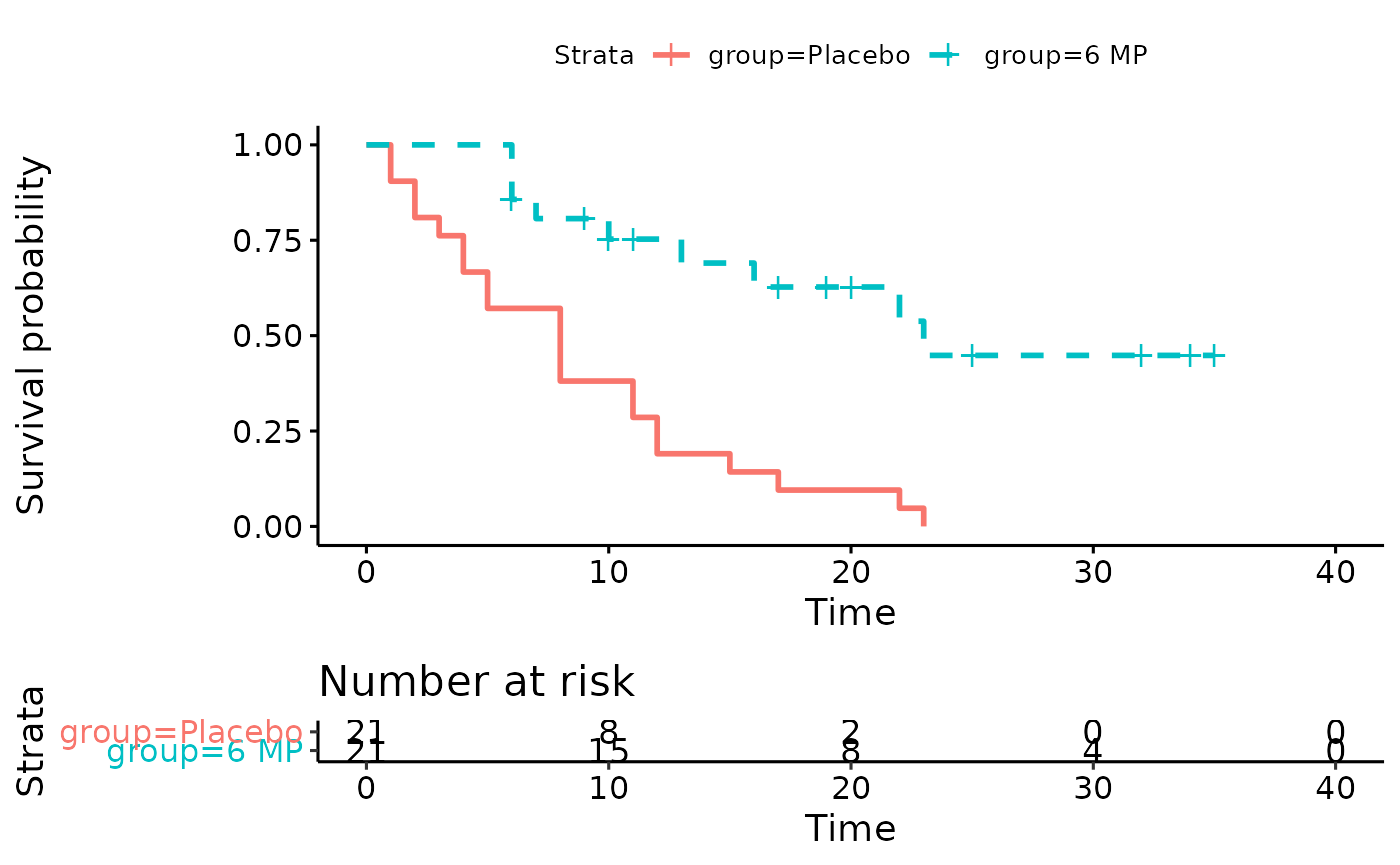 Strata group=Placebo group=6 MP
Survival probability
1.00
0.75
0.50
0.25
0.00
0 10 20 30 40
Time
Number at risk
Strata
group=Placebo 21 8 2 0 0
group=6 MP 21 15 8 4 0
0 10 20 30 40
Time